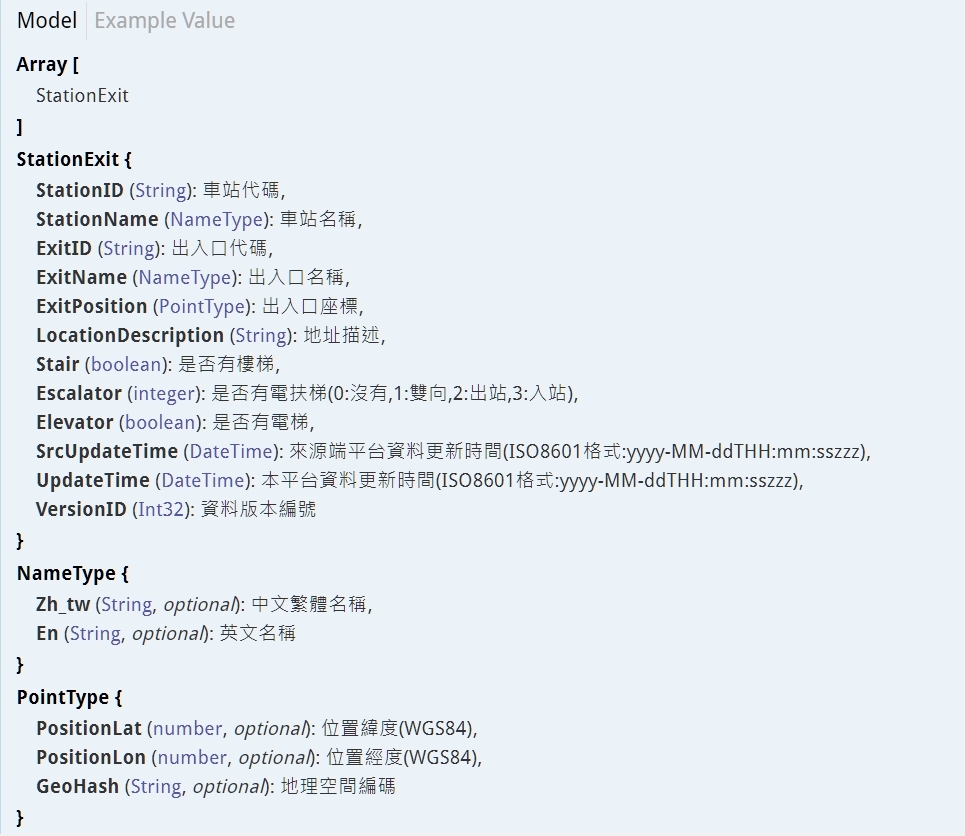 Model Example Value
Array [
StationExit
]
StationExit {
StationID (String): 車站代碼,
StationName (NameType): 車站名稱,
ExitID (String): 出入口代碼,
ExitName (NameType): 出入口名稱,
ExitPosition (PointType): 出入口座標,
LocationDescription (String): 地址描述,
Stair (boolean): 是否有樓梯,
Escalator (integer): 是否有電扶梯(0:沒有,1:雙向,2:出站,3:入站),
Elevator (boolean): 是否有電梯,
SrcUpdateTime (DateTime): 來源端平台資料更新時間(ISO8601格式:yyyy-MM-ddTHH:mm:sszzz),
UpdateTime (DateTime): 本平台資料更新時間(ISO8601格式:yyyy-MM-ddTHH:mm:sszzz),
VersionID (Int32): 資料版本編號
}
NameType {
Zh_tw (String, optional): 中文繁體名稱,
En (String, optional): 英文名稱
}
PointType {
PositionLat (number, optional): 位置緯度(WGS84),
PositionLon (number, optional): 位置經度(WGS84),
GeoHash (String, optional): 地理空間編碼
}